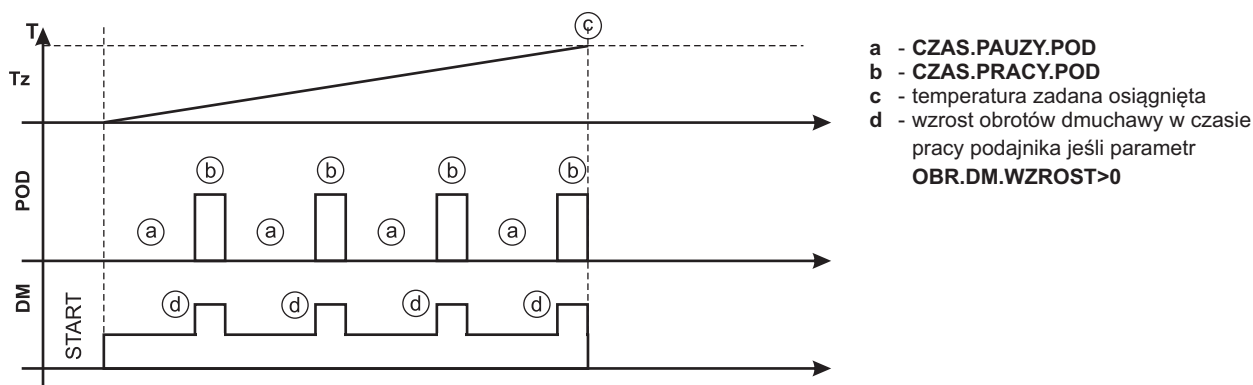 T
c
Tz
POD
b b b b
a a a a
DM
START
d d d d
a - CZAS.PAUZY.POD
b - CZAS.PRACY.POD
c - temperatura zadana osiągnięta
d - wzrost obrotów dmuchawy w czasie
pracy podajnika jeśli parametr
OBR.DM.WZROST>0